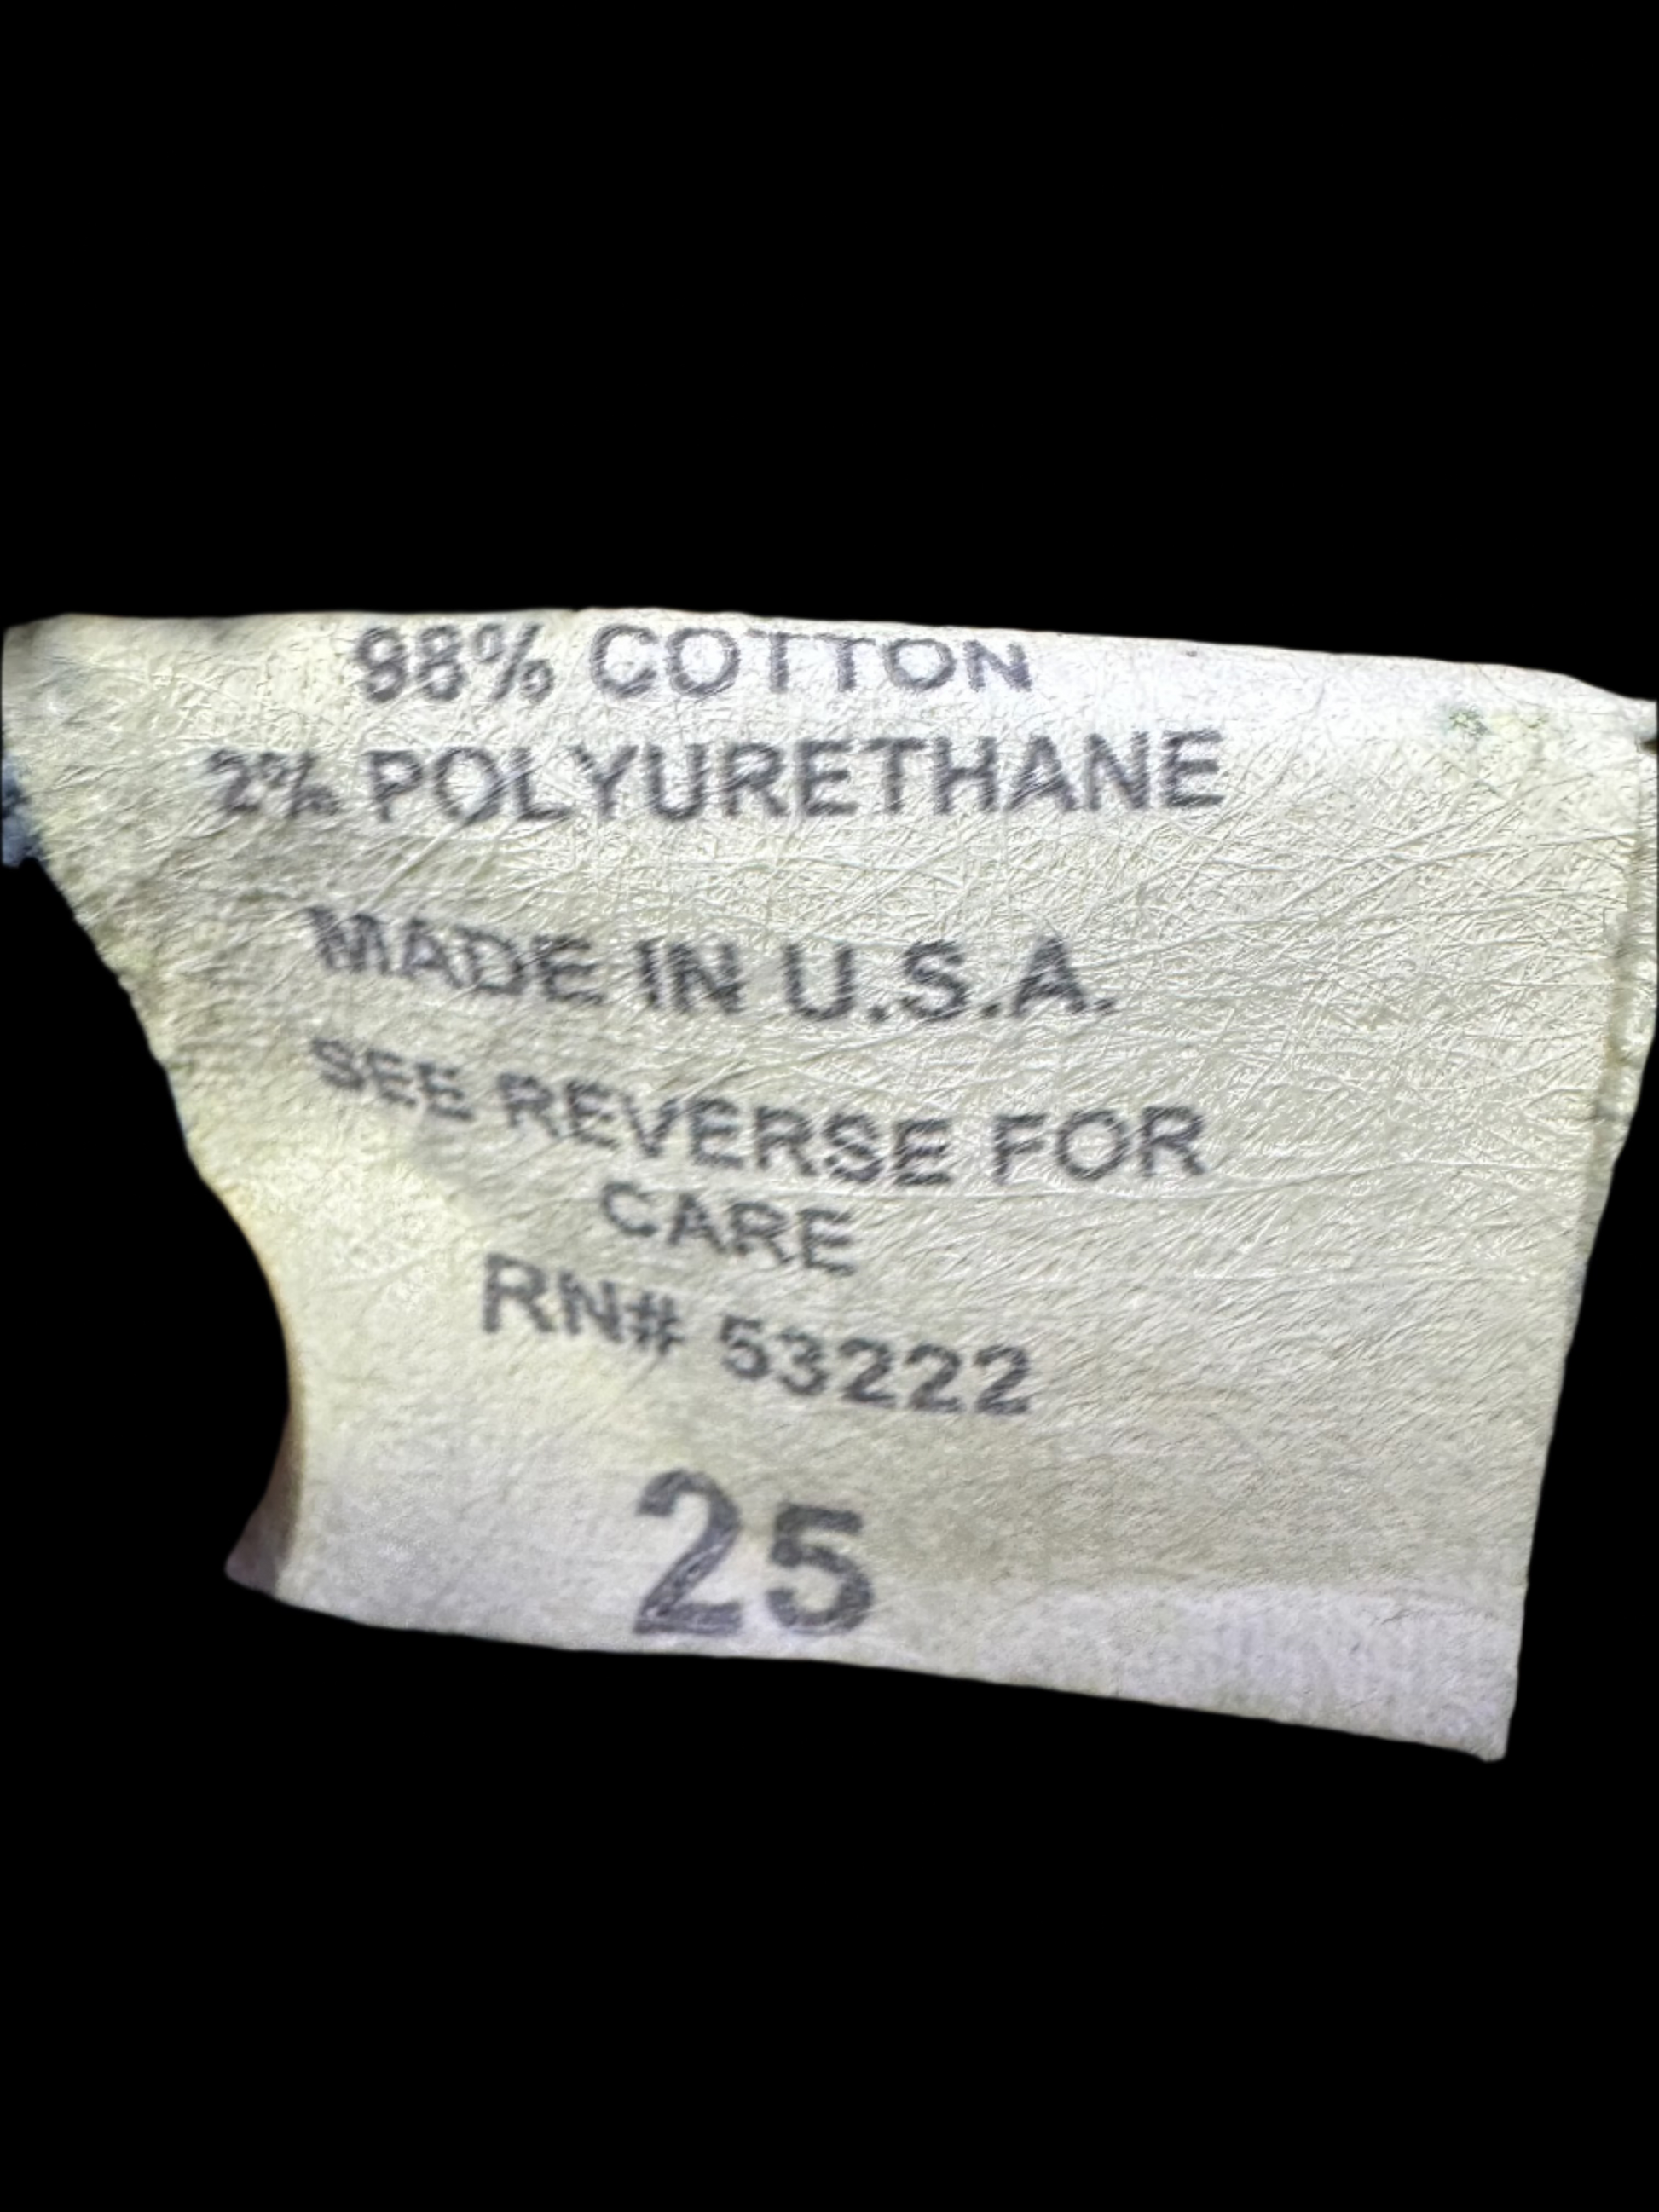 98% COTTON
2% POLYURETHANE
MADE IN U.S.A.
SEE REVERSE FOR
CARE
RN# 53222
25